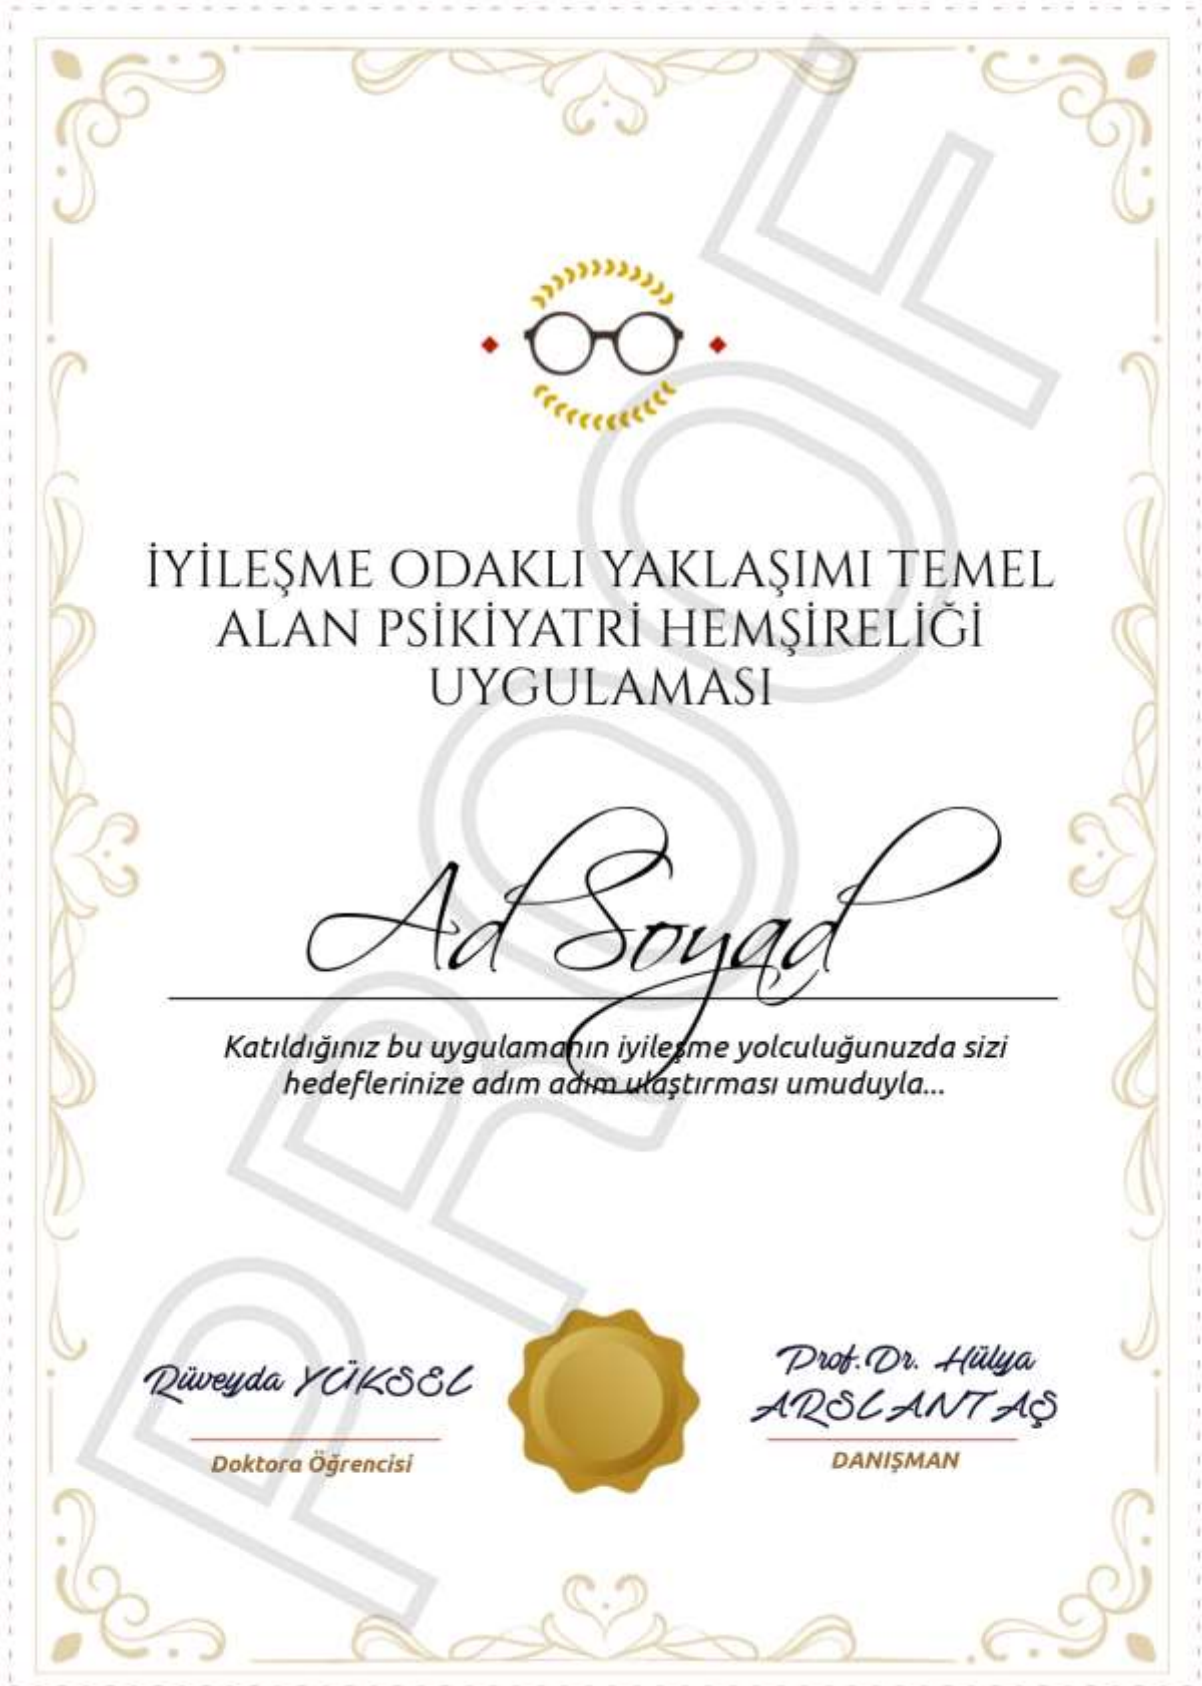 İYİLEŞME ODAKLI YAKLAŞIMI TEMEL
ALAN PSİKİYATRİ HEMŞİRELİĞİ
UYGULAMASI
Ad Soyad
Katıldığınız bu uygulamanın iyileşme yolculuğunuzda sizi
hedeflerinize adım adım ulaştırması umuduyla...
Rüveyda YÜKSEL
Doktora Öğrencisi
Prof. Dr. Hülya
ARSLANTAŞ
DANIŞMAN
PROOF